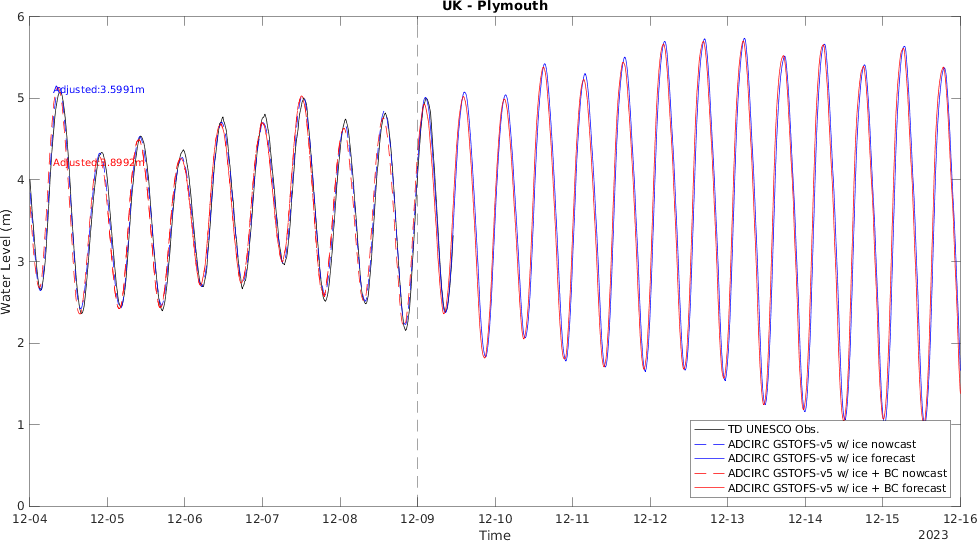 UK - Plymouth
6
5
4
3
2
1
0
Water Level (m)
Adjusted:3.5991m
Adjusted:3.8992m
TD UNESCO Obs.
ADCIRC GSTOFS-v5 w/ ice nowcast
ADCIRC GSTOFS-v5 w/ ice forecast
ADCIRC GSTOFS-v5 w/ ice + BC nowcast
ADCIRC GSTOFS-v5 w/ ice + BC forecast
12-04 12-05 12-06 12-07 12-08 12-09 12-10 12-11 12-12 12-13 12-14 12-15 12-16
Time
2023